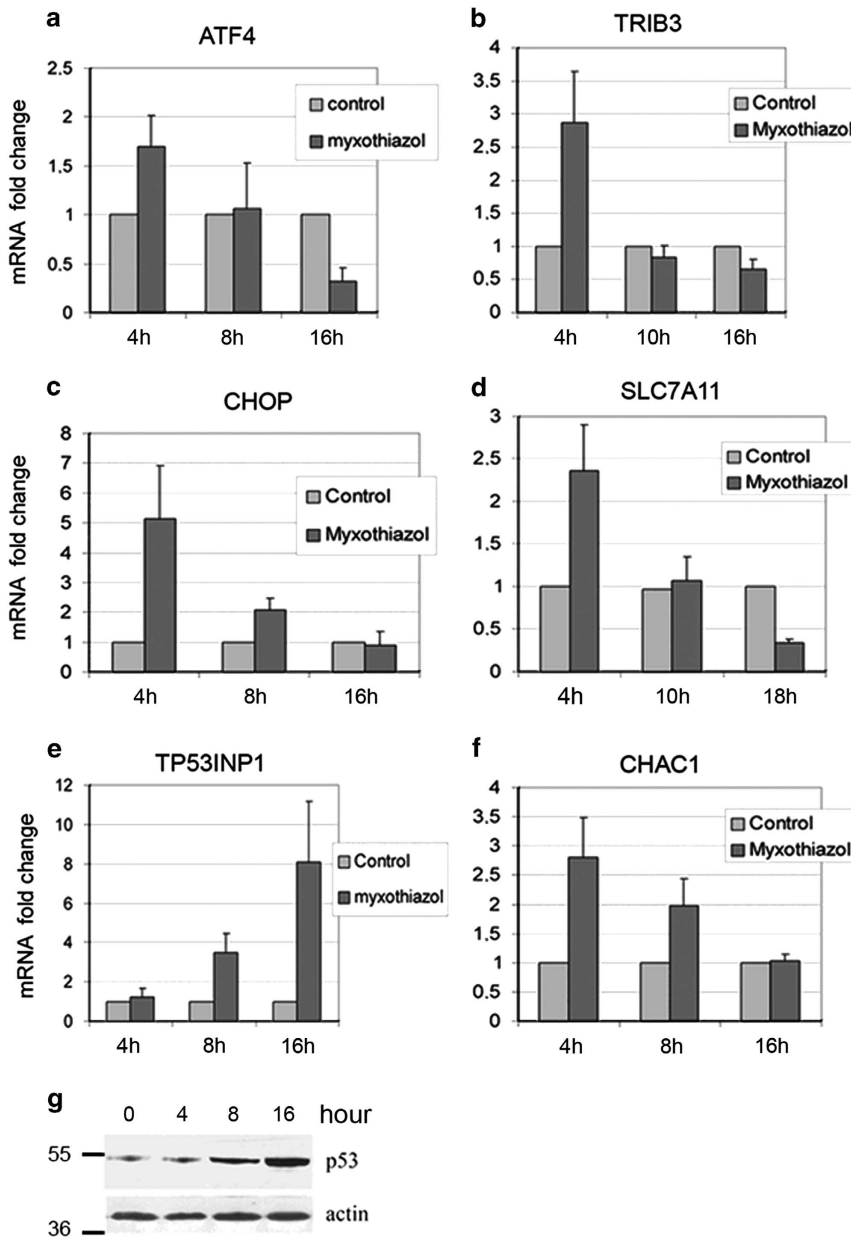 a
ATF4
mRNA fold change
2.5
2
1.5
1
0.5
0
control
myxothiazol
4h 8h 16h
b
TRIB3
4
3.5
3
2.5
2
1.5
1
0.5
0
Control
Myxothiazol
4h 10h 16h
c
CHOP
mRNA fold change
8
7
6
5
4
3
2
1
0
Control
Myxothiazol
4h 8h 16h
d
SLC7A11
3
2.5
2
1.5
1
0.5
0
Control
Myxothiazol
4h 10h 18h
e
TP53INP1
mRNA fold change
12
10
8
6
4
2
0
Control
myxothiazol
4h 8h 16h
f
CHAC1
4
3.5
3
2.5
2
1.5
1
0.5
0
Control
Myxothiazol
4h 8h 16h
g
0 4 8 16 hour
55
p53
actin
36